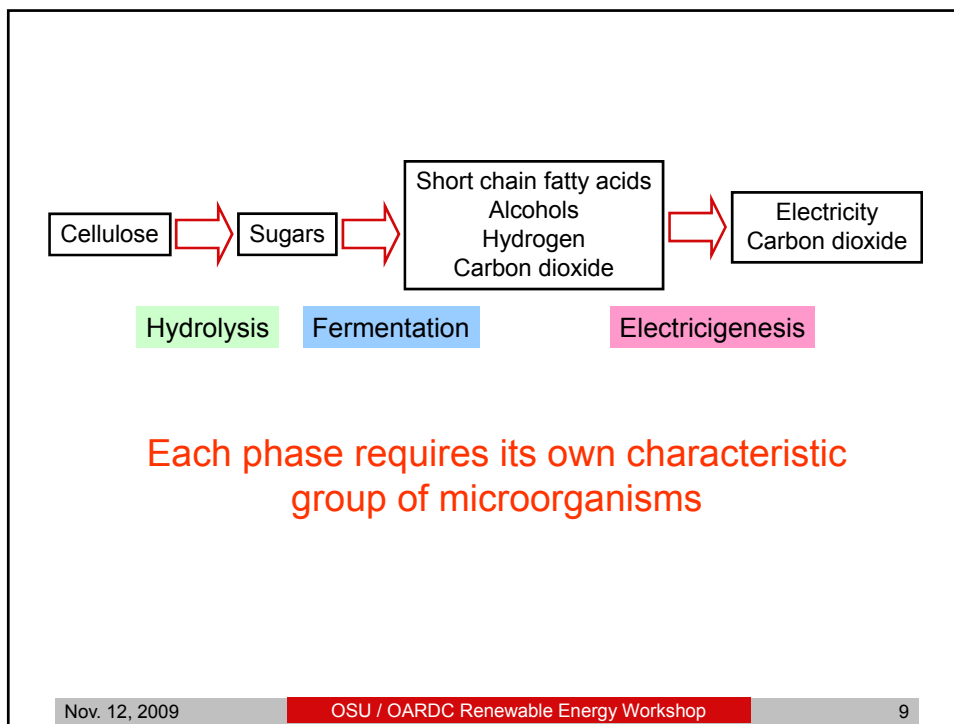 Cellulose
Sugars
Short chain fatty acids
Alcohols
Hydrogen
Carbon dioxide
Electricity
Carbon dioxide
Hydrolysis
Fermentation
Electricigenesis
Each phase requires its own characteristic
group of microorganisms
Nov. 12, 2009
OSU / OARDC Renewable Energy Workshop
9